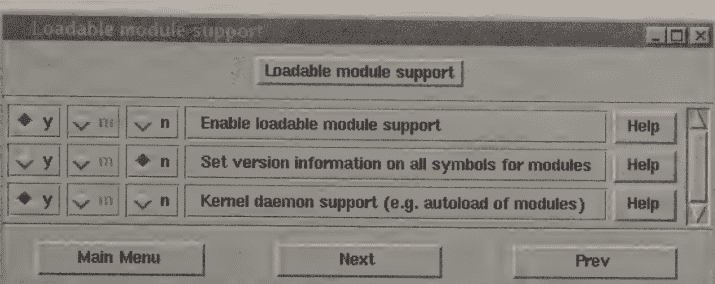 Loadable module support
Loadable module support
y m n Enable loadable module support Help
y m n Set version information on all symbols for modules Help
y m n Kernel daemon support (e.g. autoload of modules) Help
Main Menu Next Prev